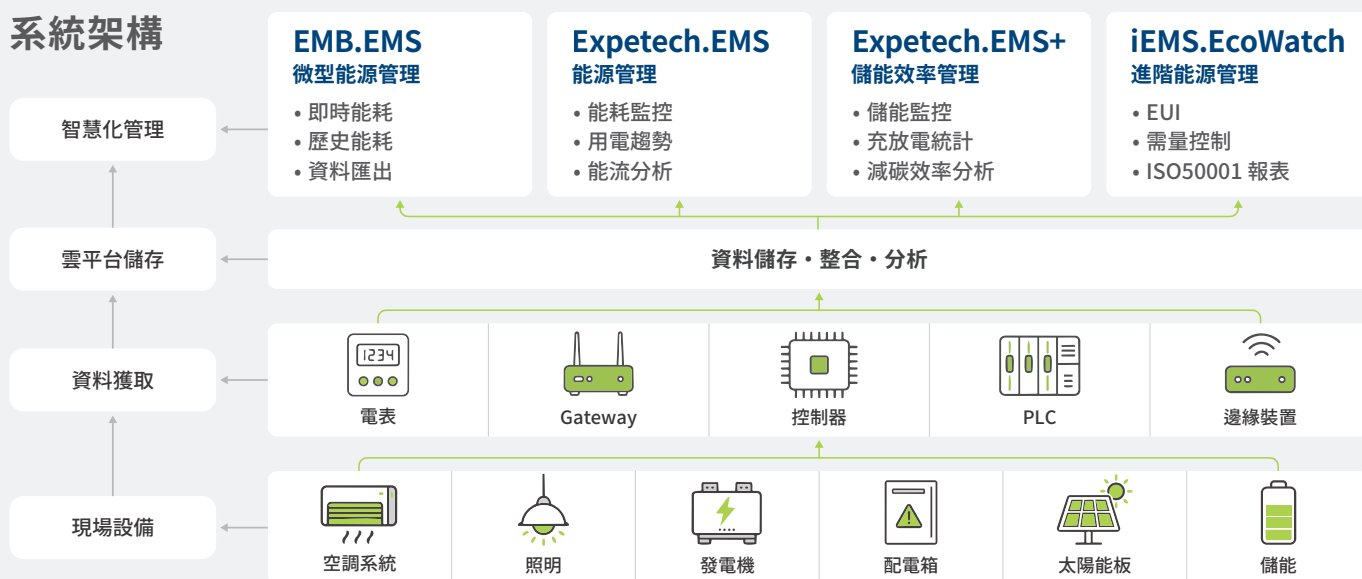 系統架構
EMB.EMS
微型能源管理
• 即時能耗
• 歷史能耗
• 資料匯出
Expetech.EMS
能源管理
• 能耗監控
• 用電趨勢
• 能流分析
Expetech.EMS+
儲能效率管理
• 儲能監控
• 充放電統計
• 減碳效率分析
iEMS.EcoWatch
進階能源管理
• EUI
• 需量控制
• ISO50001 報表
智慧化管理
雲平台儲存
資料儲存・整合・分析
資料獲取
1234
電表
Gateway
控制器
PLC
邊緣裝置
現場設備
空調系統
照明
發電機
配電箱
太陽能板
儲能